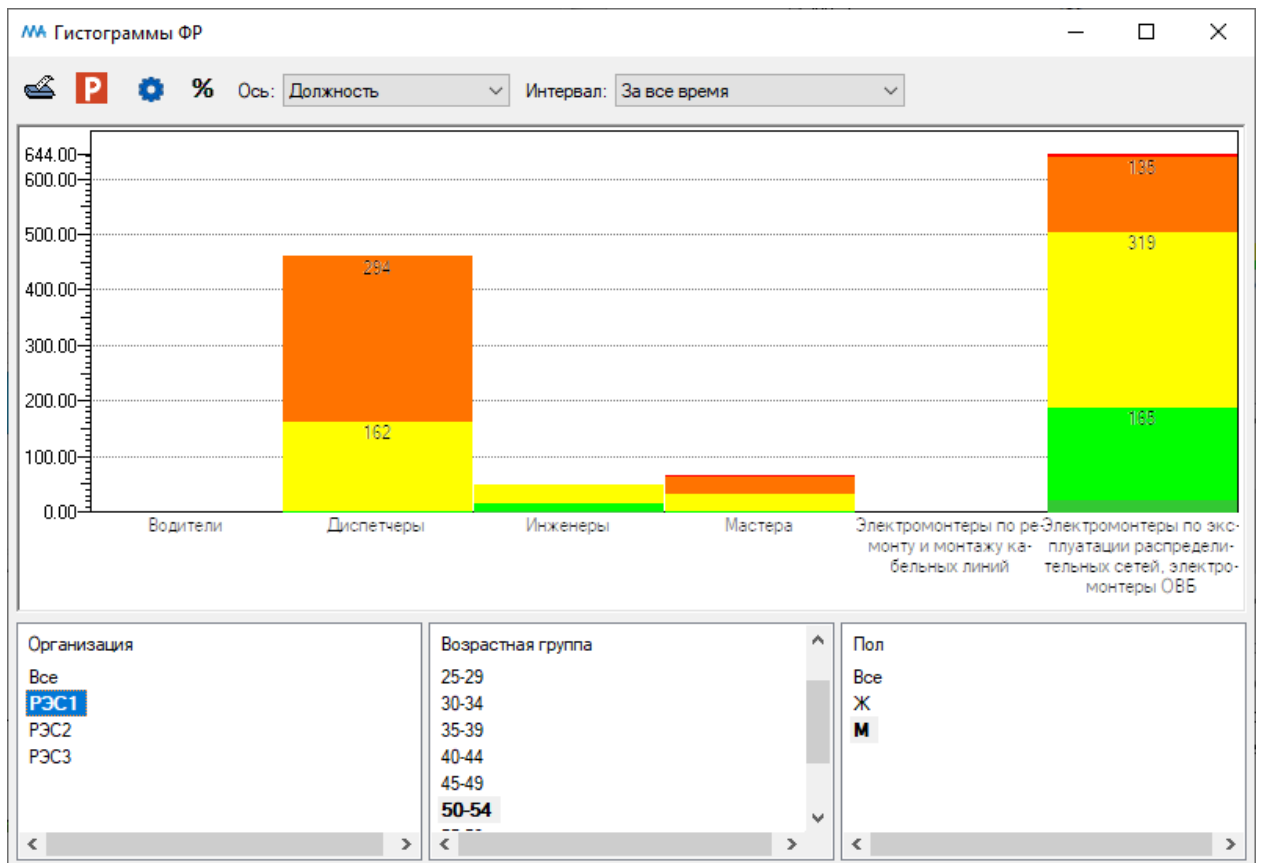 Гистограммы ФР
P % Ось: Должность Интервал: За все время
644.00
600.00
500.00
400.00
300.00
200.00
100.00
0.00
135
319
165
294
162
Водители
Диспетчеры
Инженеры
Мастера
Электромонтеры по ре-
монту и монтажу ка-
бельных линий
Электромонтеры по экс-
плуатации распредели-
тельных сетей, электро-
монтеры ОВБ
Организация
Все
РЭС1
РЭС2
РЭС3
Возрастная группа
25-29
30-34
35-39
40-44
45-49
50-54
Пол
Все
Ж
М